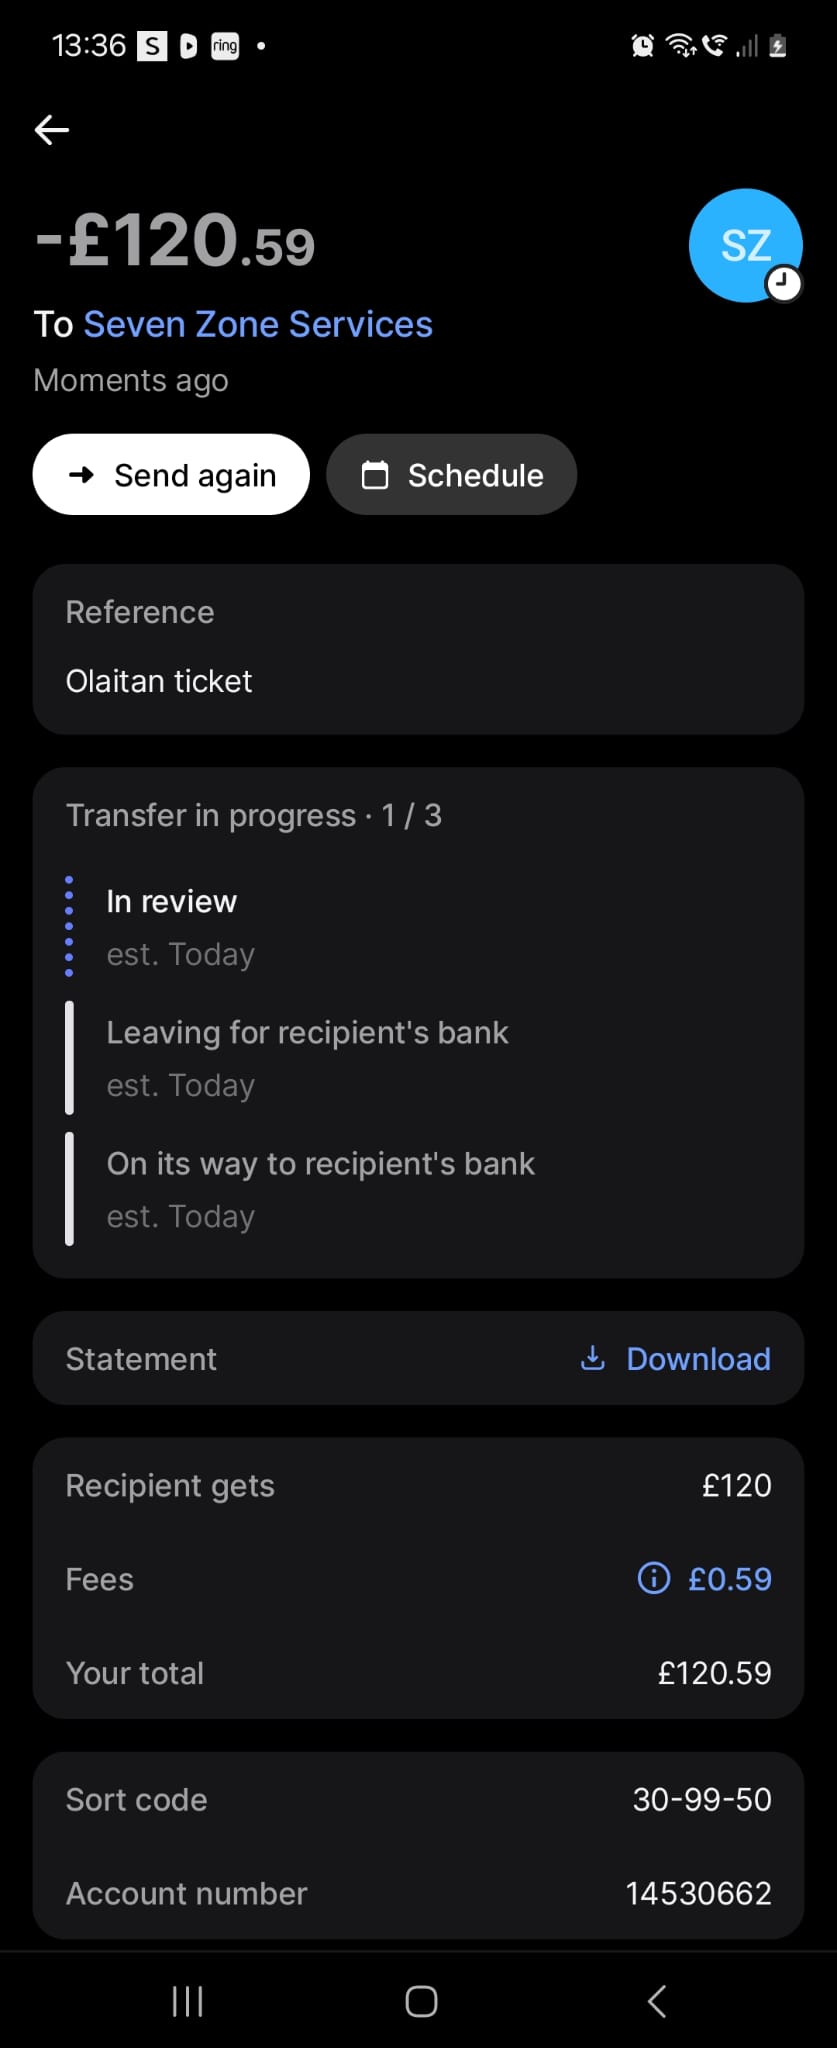 13:36 S ring
-£120.59
SZ
To Seven Zone Services
Moments ago
Send again
Schedule
Reference
Olaitan ticket
Transfer in progress · 1 / 3
In review
est. Today
Leaving for recipient's bank
est. Today
On its way to recipient's bank
est. Today
Statement Download
Recipient gets £120
Fees £0.59
Your total £120.59
Sort code 30-99-50
Account number 14530662